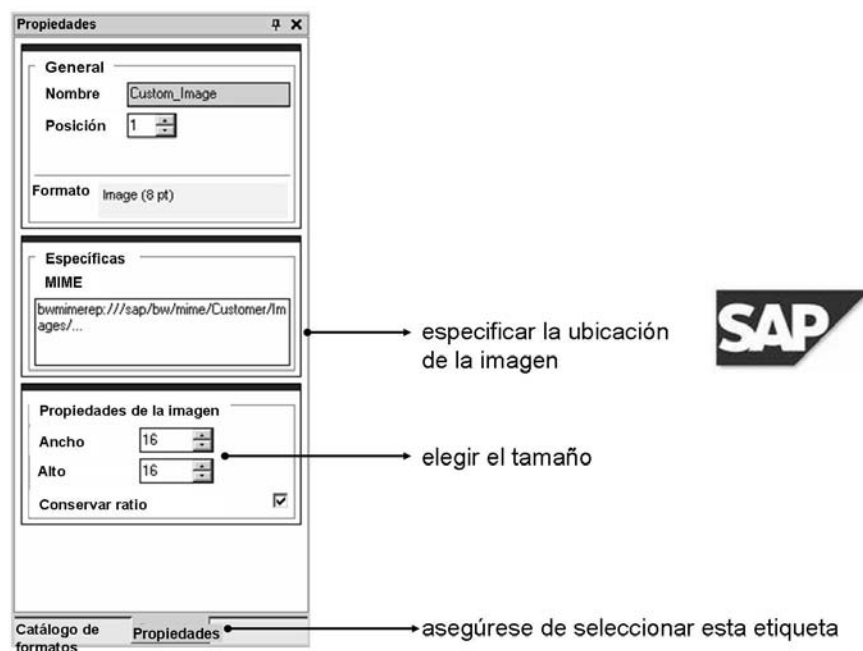 Propiedades
General
Nombre Custom_Image
Posición 1
Formato Image (8 pt)
Específicas
MIME
bwmimerep:///sap/bw/mime/Customer/Im
ages/...
especificar la ubicación
de la imagen
SAP
Propiedades de la imagen
Ancho 16
Alto 16
elegir el tamaño
Conservar ratio
Catálogo de
formatos
Propiedades
asegúrese de seleccionar esta etiqueta